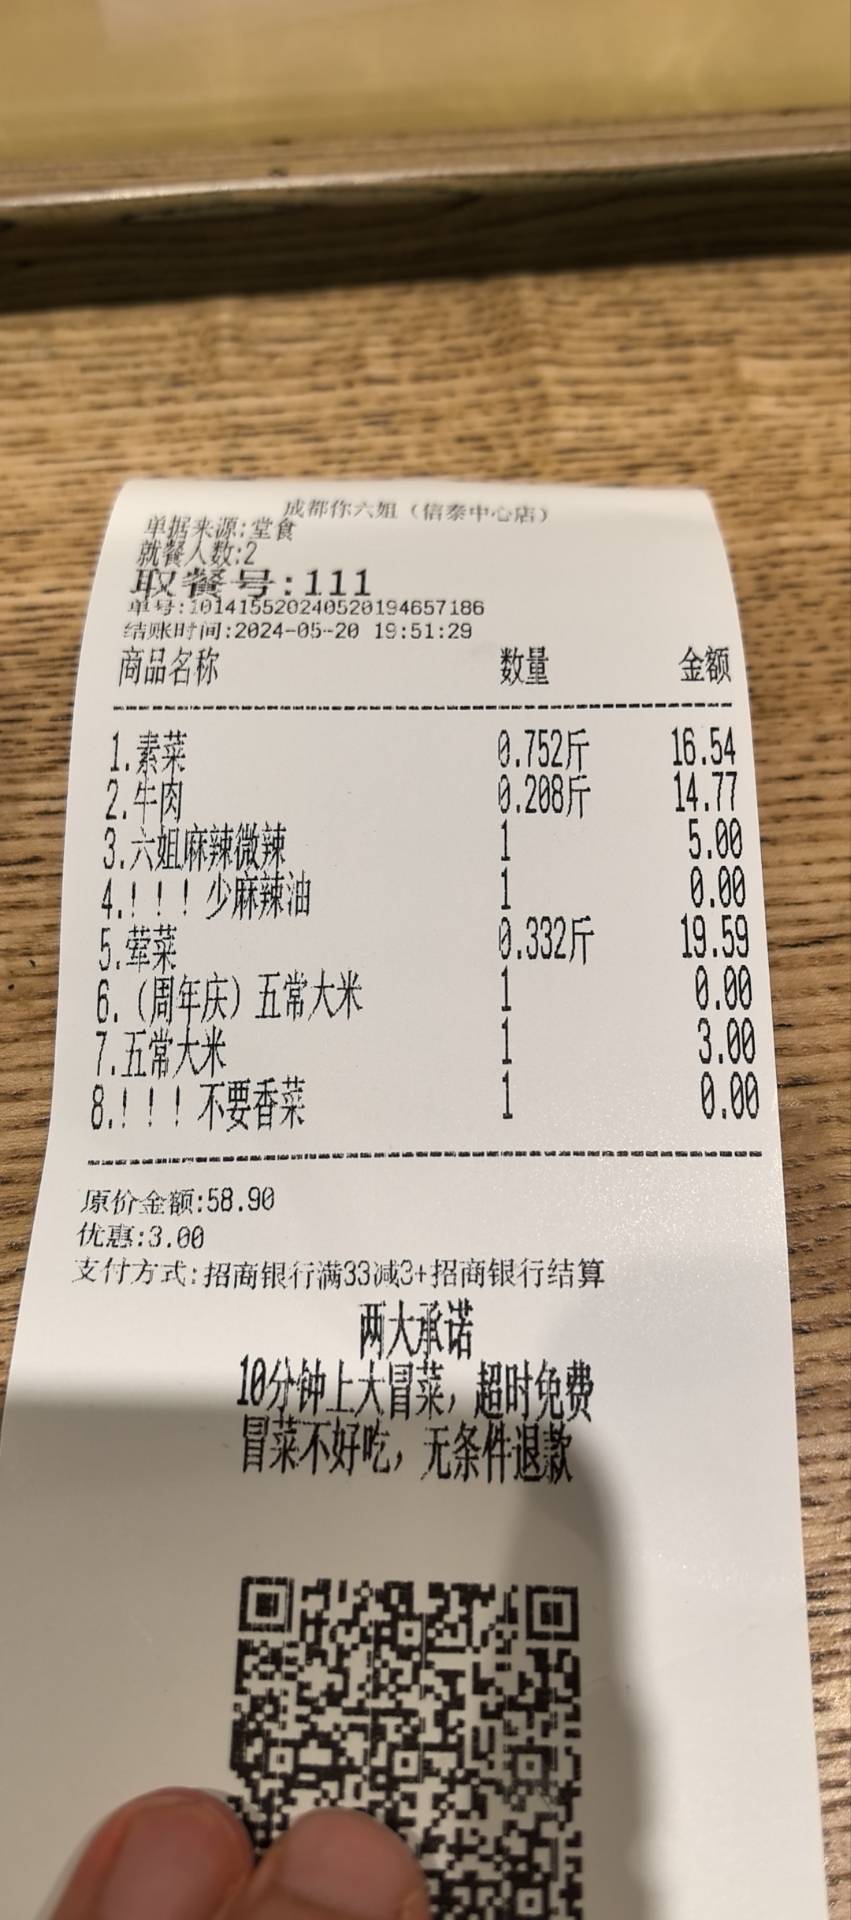 成都你六姐（信泰中心店）
单据来源:堂食
就餐人数:2
取餐号:111
单号:101415520240520194657186
结账时间:2024-05-20 19:51:29
商品名称 数量 金额
1.素菜 0.752斤 16.54
2.牛肉 0.208斤 14.77
3.六姐麻辣微辣 1 5.00
4.！！！少麻辣油 1 0.00
5.荤菜 0.332斤 19.59
6.（周年庆）五常大米 1 0.00
7.五常大米 1 3.00
8.！！！不要香菜 1 0.00
原价金额:58.90
优惠:3.00
支付方式:招商银行满33减3+招商银行结算
两大承诺
10分钟上大冒菜，超时免费
冒菜不好吃，无条件退款